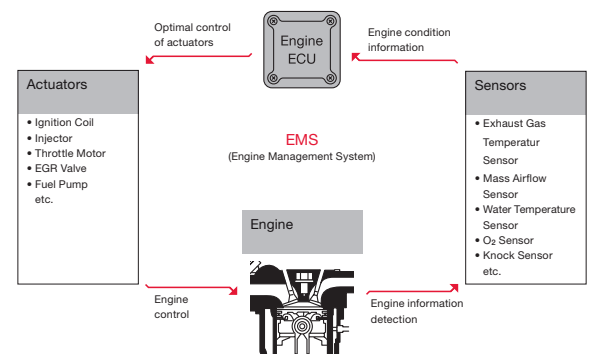 Optimal control
of actuators
Engine
ECU
Engine condition
information
Actuators
• Ignition Coil
• Injector
• Throttle Motor
• EGR Valve
• Fuel Pump
etc.
EMS
(Engine Management System)
Sensors
• Exhaust Gas
Temperatur
Sensor
• Mass Airflow
Sensor
• Water Temperature
Sensor
• O₂ Sensor
• Knock Sensor
etc.
Engine
Engine
control
Engine information
detection